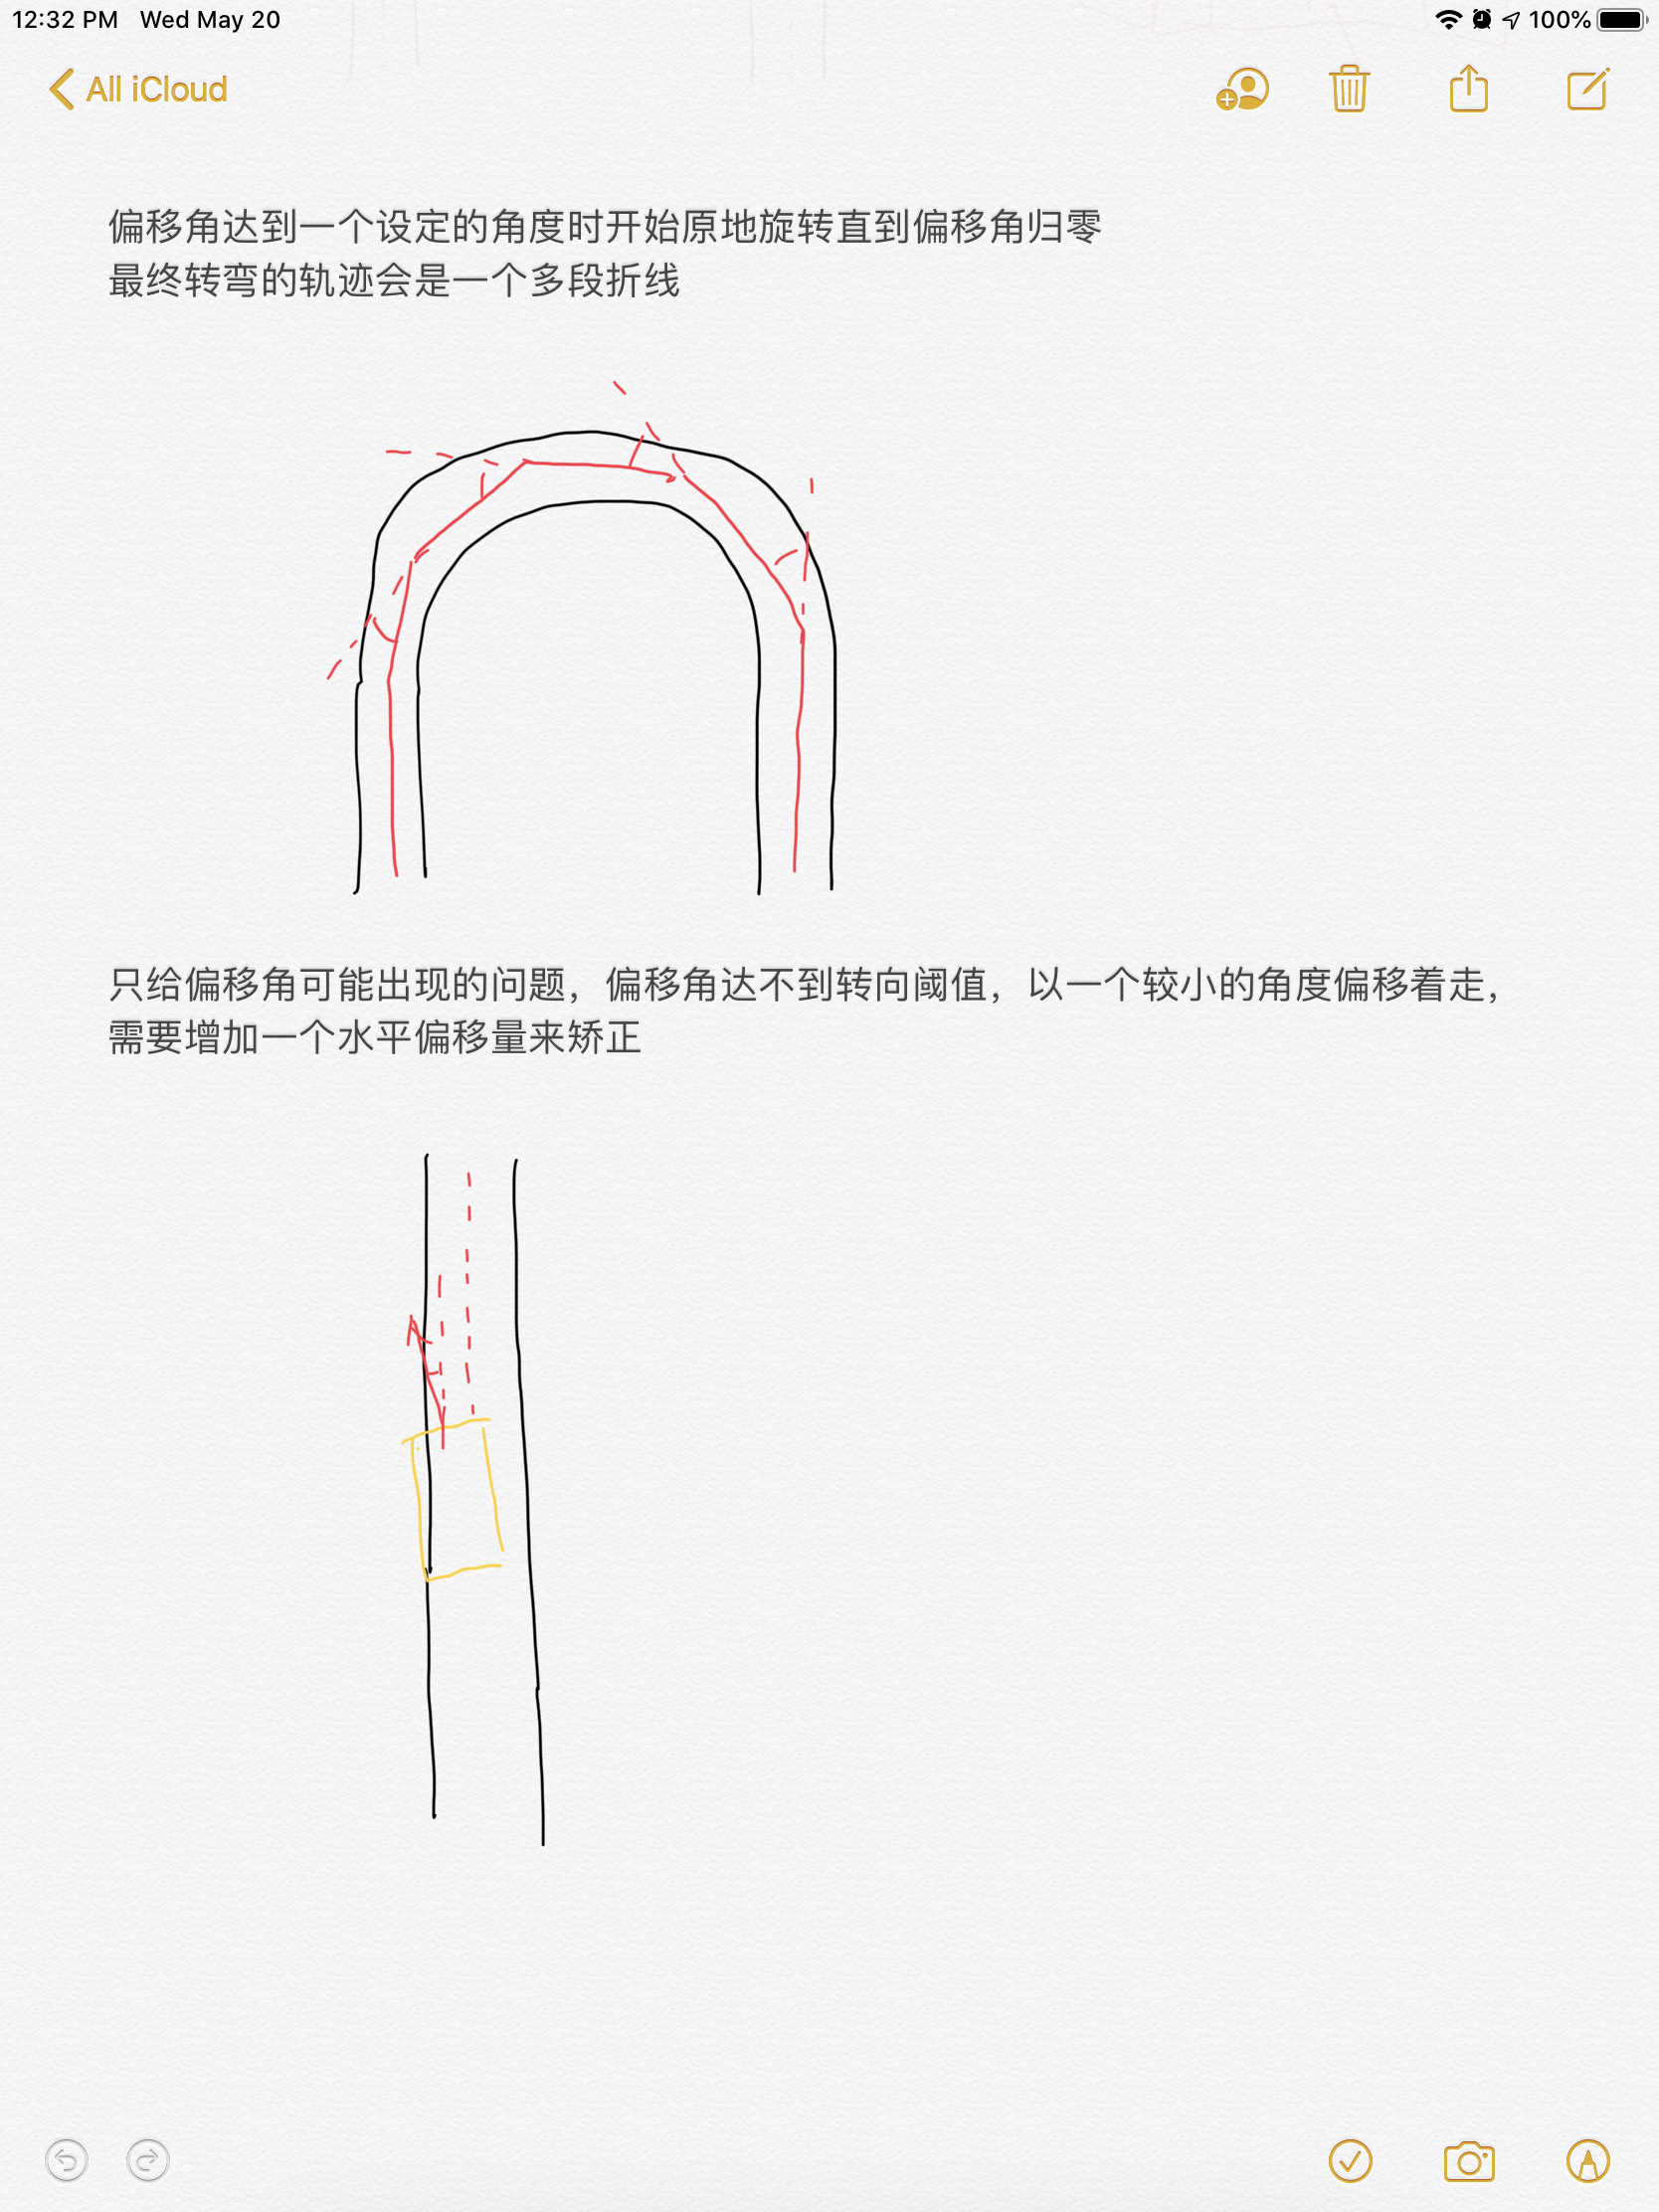 12:32 PM Wed May 20 100%
All iCloud
偏移角达到一个设定的角度时开始原地旋转直到偏移角归零
最终转弯的轨迹会是一个多段折线
只给偏移角可能出现的问题，偏移角达不到转向阈值，以一个较小的角度偏移着走，
需要增加一个水平偏移量来矫正